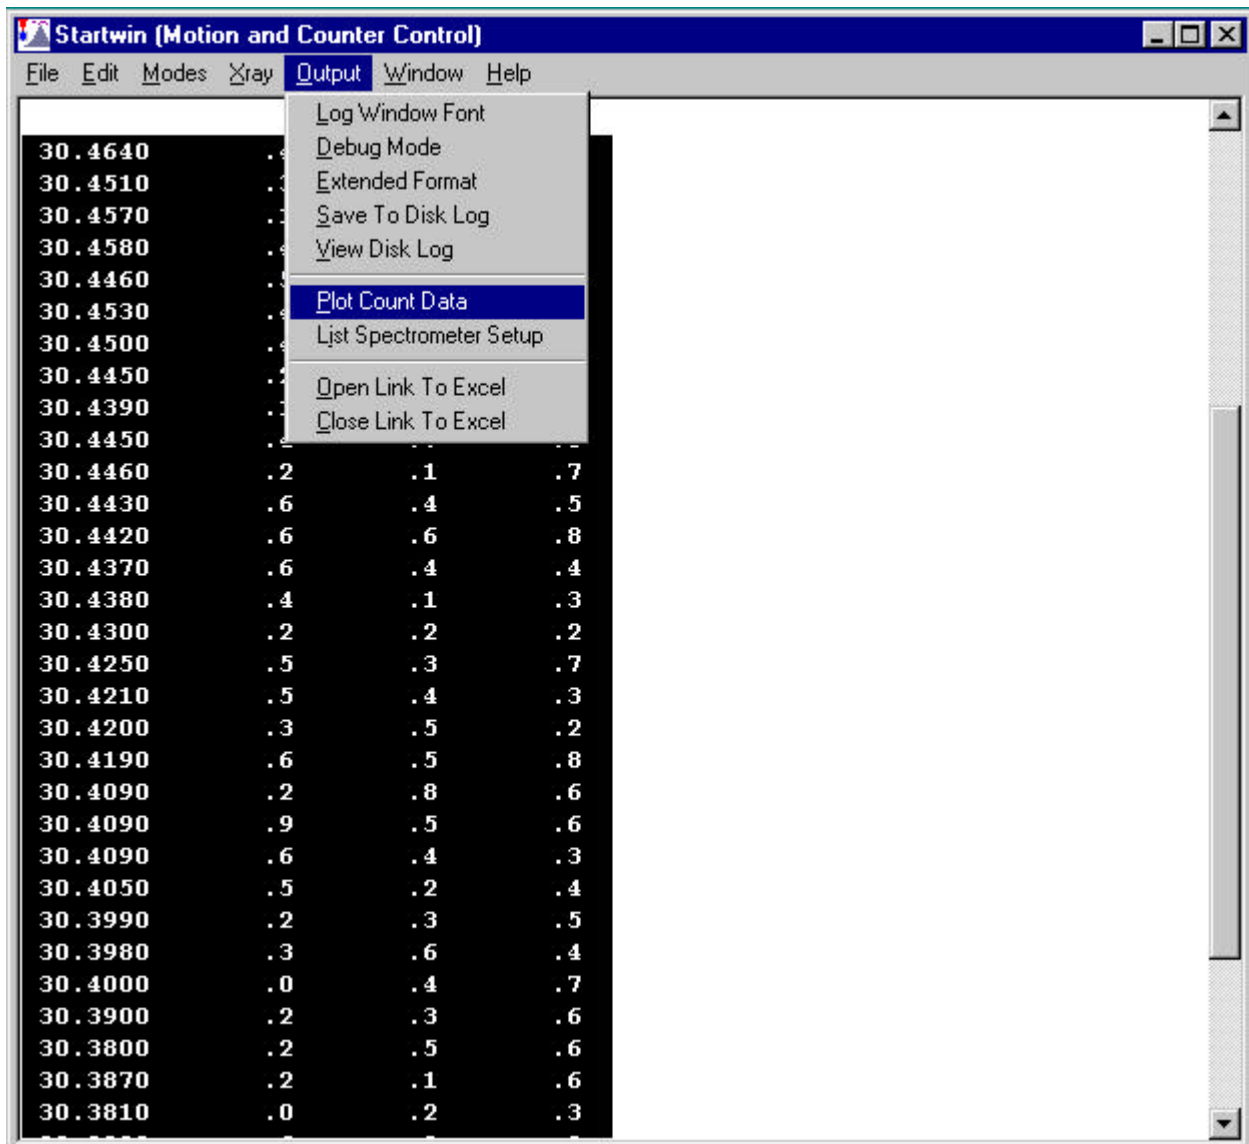 Startwin (Motion and Counter Control)
File Edit Modes Xray Output Window Help
Log Window Font
Debug Mode
Extended Format
Save To Disk Log
View Disk Log
Plot Count Data
List Spectrometer Setup
Open Link To Excel
Close Link To Excel
30.4640
30.4510
30.4570
30.4580
30.4460
30.4530
30.4500
30.4450
30.4390
30.4450
30.4460 .2 .1 .7
30.4430 .6 .4 .5
30.4420 .6 .6 .8
30.4370 .6 .4 .4
30.4380 .4 .1 .3
30.4300 .2 .2 .2
30.4250 .5 .3 .7
30.4210 .5 .4 .3
30.4200 .3 .5 .2
30.4190 .6 .5 .8
30.4090 .2 .8 .6
30.4090 .9 .5 .6
30.4090 .6 .4 .3
30.4050 .5 .2 .4
30.3990 .2 .3 .5
30.3980 .3 .6 .4
30.4000 .0 .4 .7
30.3900 .2 .3 .6
30.3800 .2 .5 .6
30.3870 .2 .1 .6
30.3810 .0 .2 .3